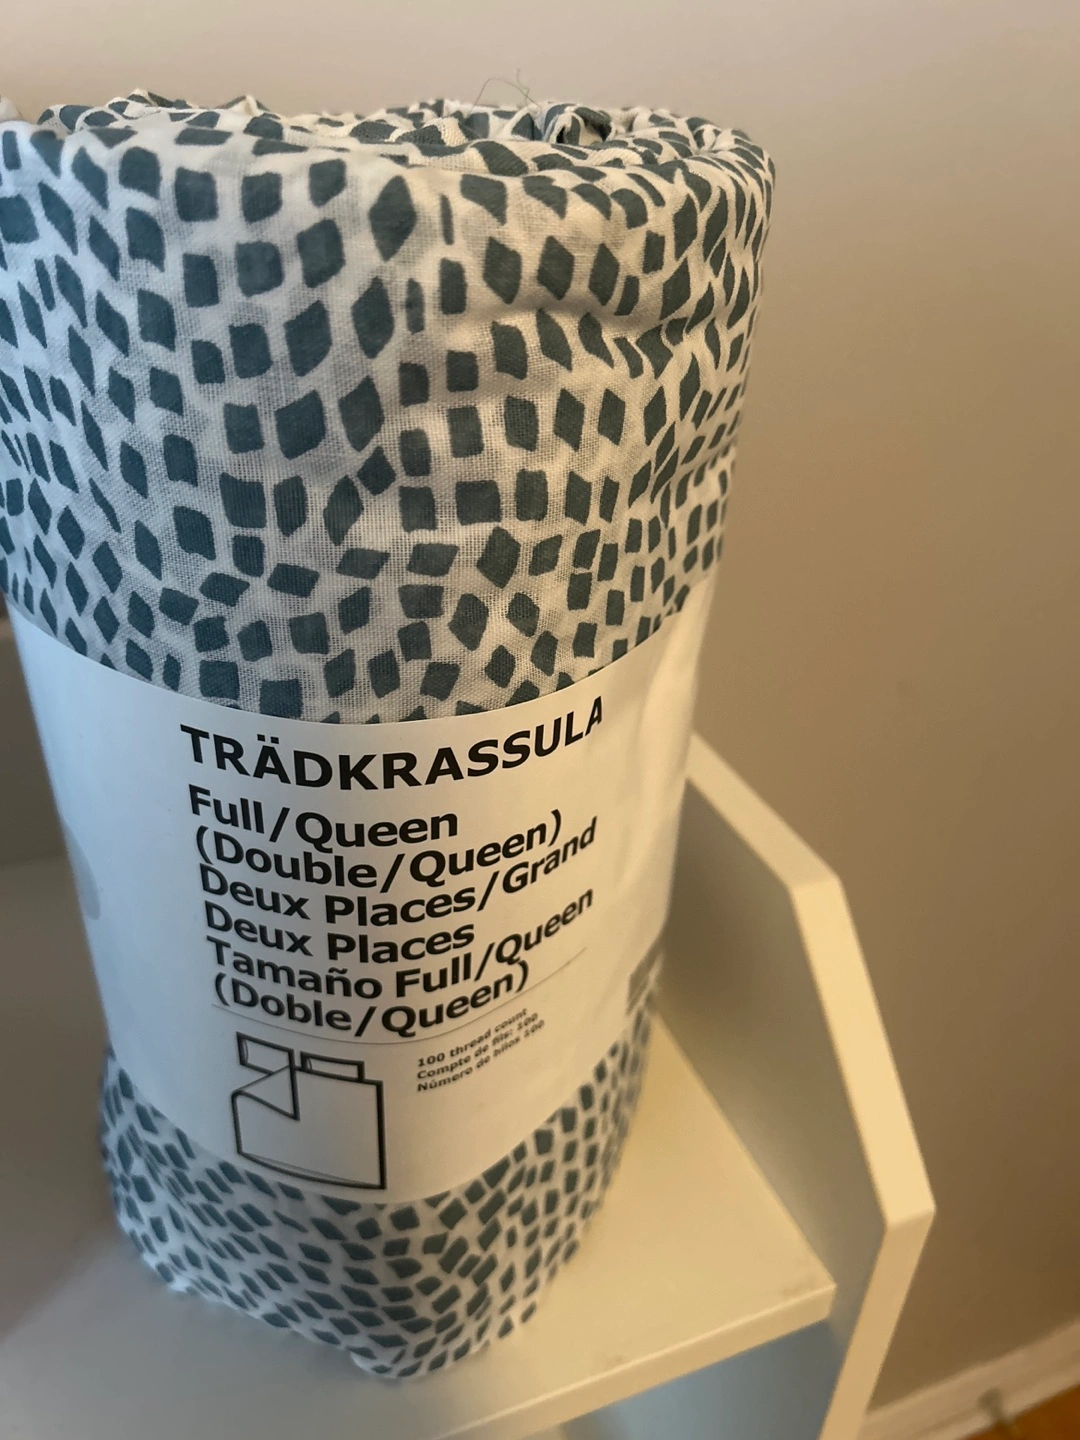 TRÄDKRASSULA
Full/Queen
(Double/Queen)
Deux Places/Grand
Deux Places
Tamaño Full/Queen
(Doble/Queen)
100 thread count
Compte de fils: 100
Número de hilos 100